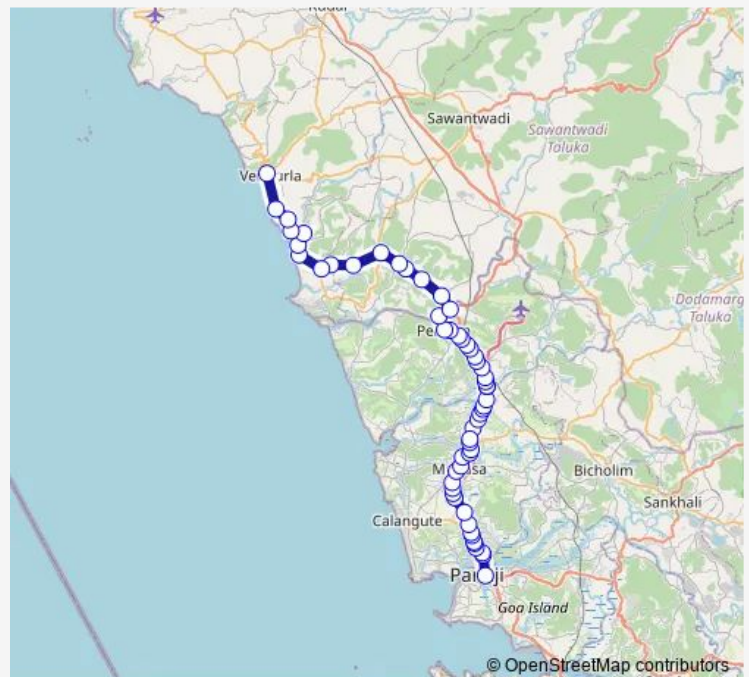 Sawantwadi
Sawantwadi
Taluka
Dodamarg
Taluka
Bicholim
Sankhali
Calangute
Goa Island
© OpenStreetMap contributors